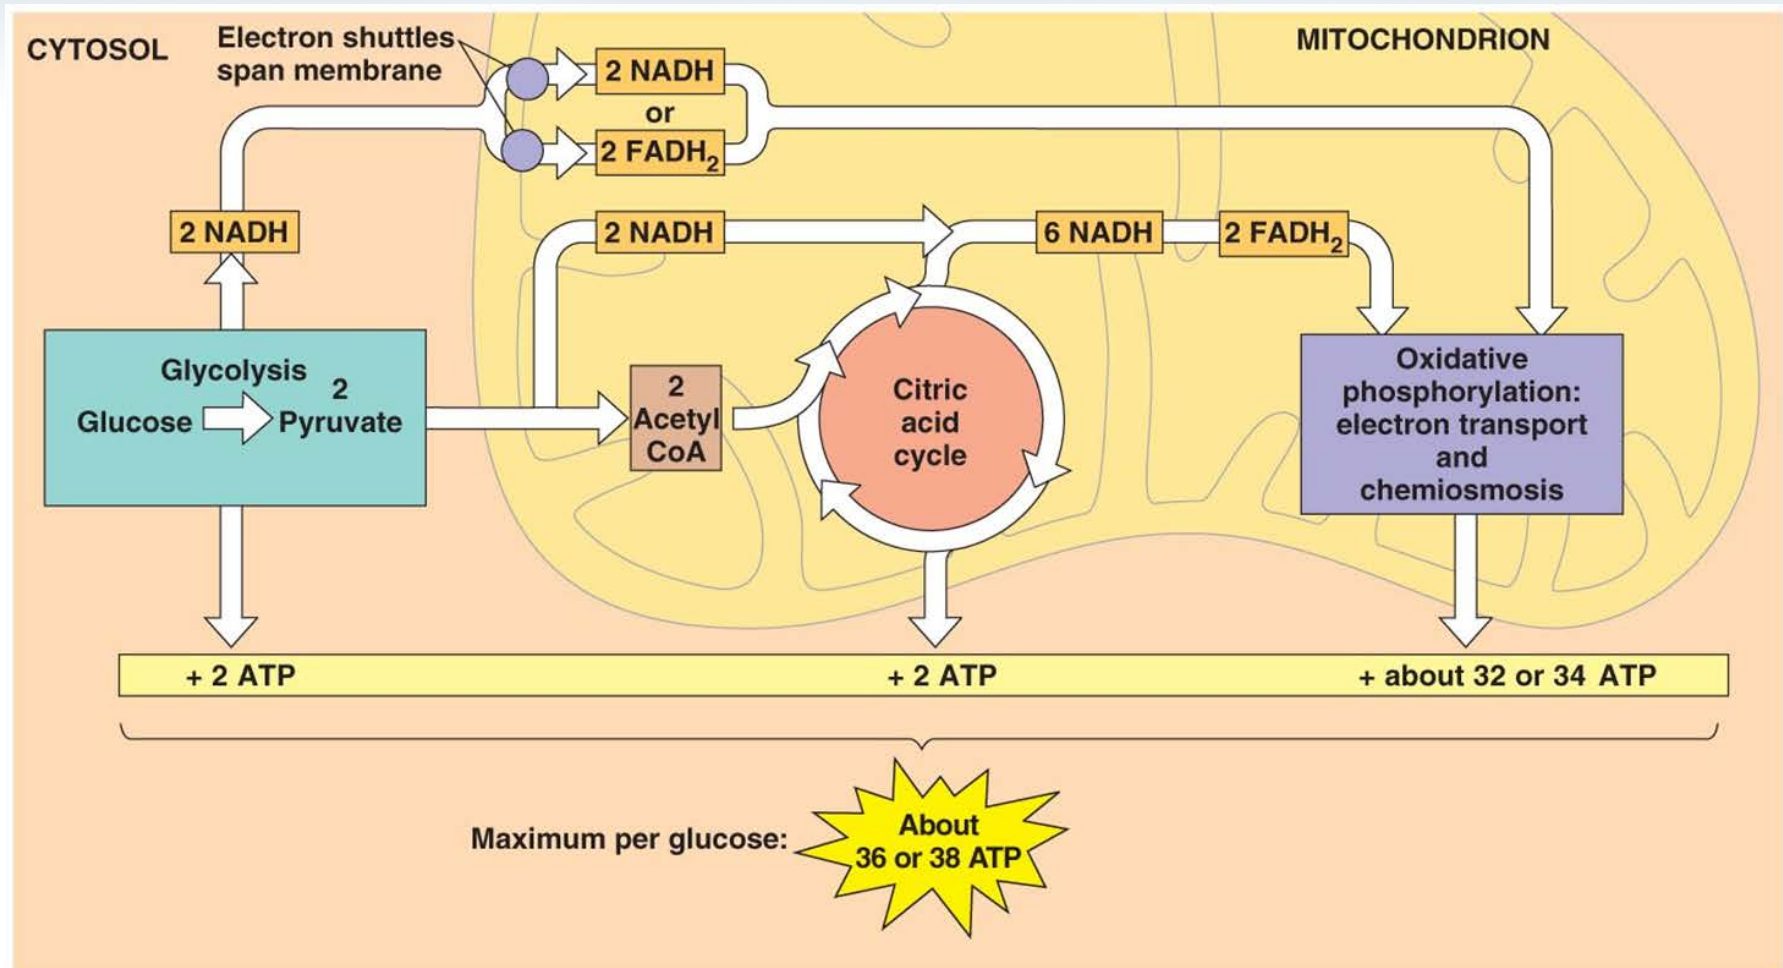 CYTOSOL
Electron shuttles
span membrane
MITOCHONDRION
2 NADH
or
2 FADH₂
2 NADH
2 NADH
6 NADH
2 FADH₂
Glycolysis
Glucose
2
Pyruvate
2
Acetyl
CoA
Citric
acid
cycle
Oxidative
phosphorylation:
electron transport
and
chemiosmosis
+ 2 ATP
+ 2 ATP
+ about 32 or 34 ATP
Maximum per glucose:
About
36 or 38 ATP